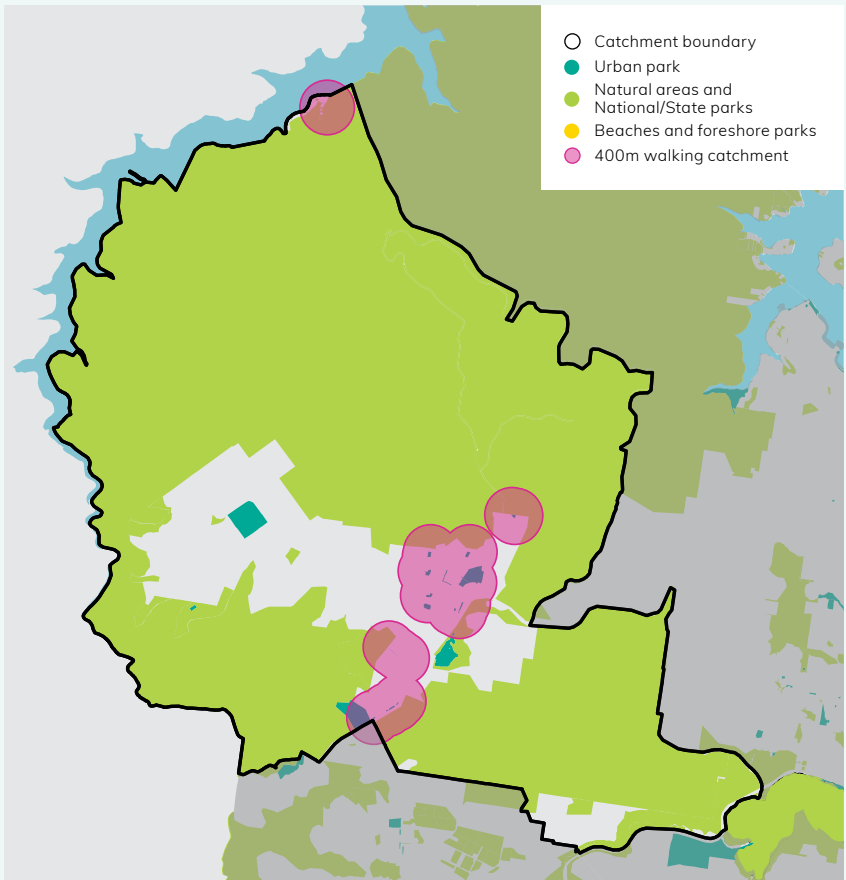 Catchment boundary
Urban park
Natural areas and
National/State parks
Beaches and foreshore parks
400m walking catchment